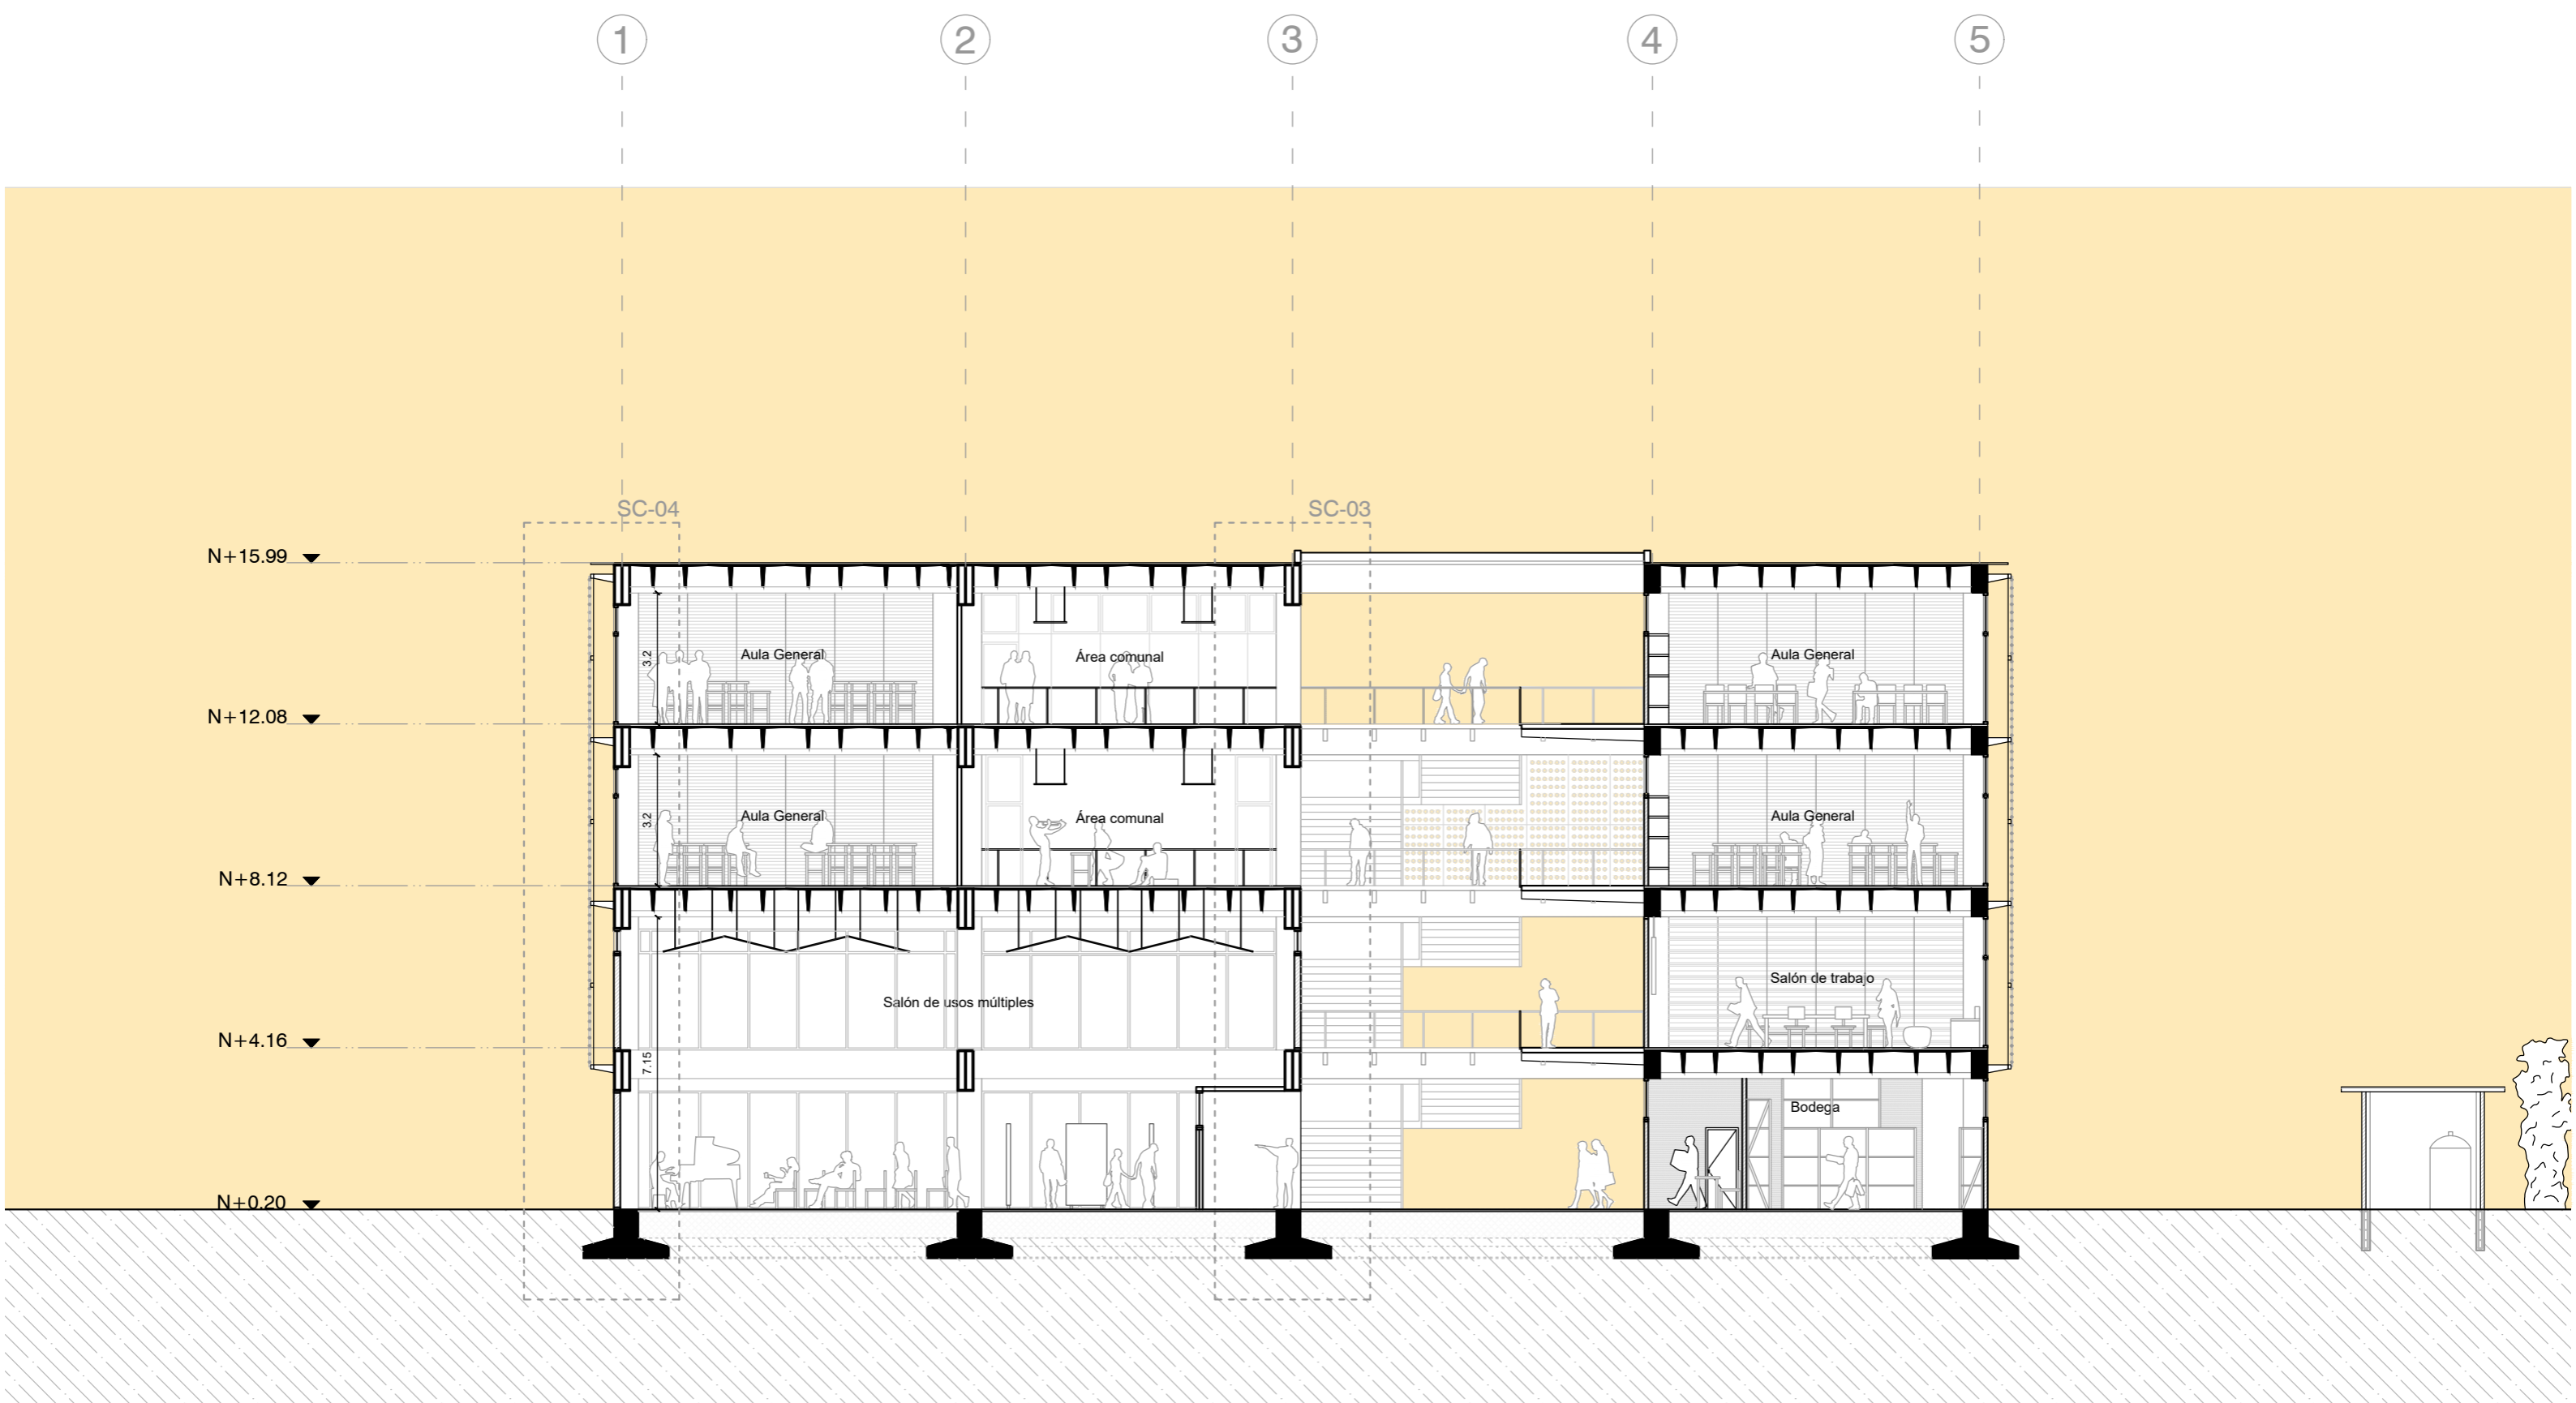 1 2 3 4 5
SC-04 SC-03
N+15.99
3.2 Aula General Área comunal Aula General
N+12.08
3.2 Aula General Área comunal Aula General
N+8.12
Salón de usos múltiples Salón de trabajo
N+4.16
7.15 Bodega
N+0.20